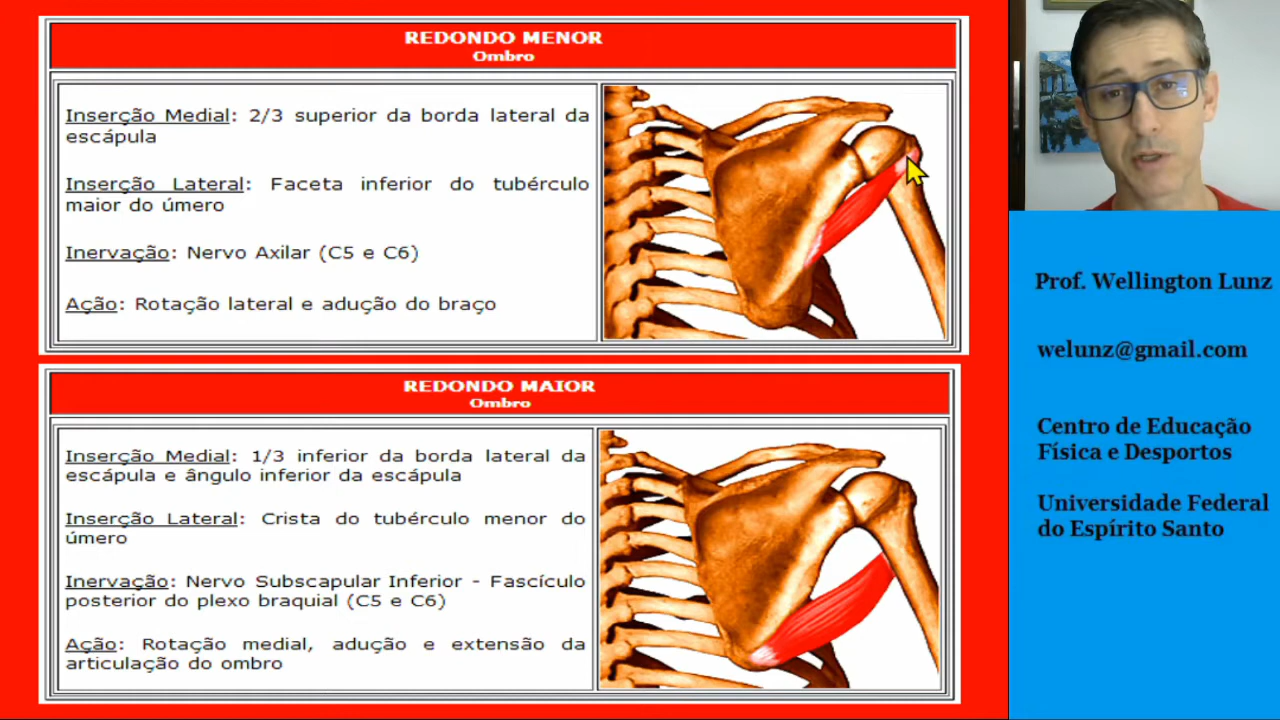 REDONDO MENOR
Ombro
Inserção Medial: 2/3 superior da borda lateral da
escápula
Inserção Lateral: Faceta inferior do tubérculo
maior do úmero
Inervação: Nervo Axilar (C5 e C6)
Ação: Rotação lateral e adução do braço
REDONDO MAIOR
Ombro
Inserção Medial: 1/3 inferior da borda lateral da
escápula e ângulo inferior da escápula
Inserção Lateral: Crista do tubérculo menor do
úmero
Inervação: Nervo Subscapular Inferior - Fascículo
posterior do plexo braquial (C5 e C6)
Ação: Rotação medial, adução e extensão da
articulação do ombro
Prof. Wellington Lunz
welunz@gmail.com
Centro de Educação
Física e Desportos
Universidade Federal
do Espírito Santo